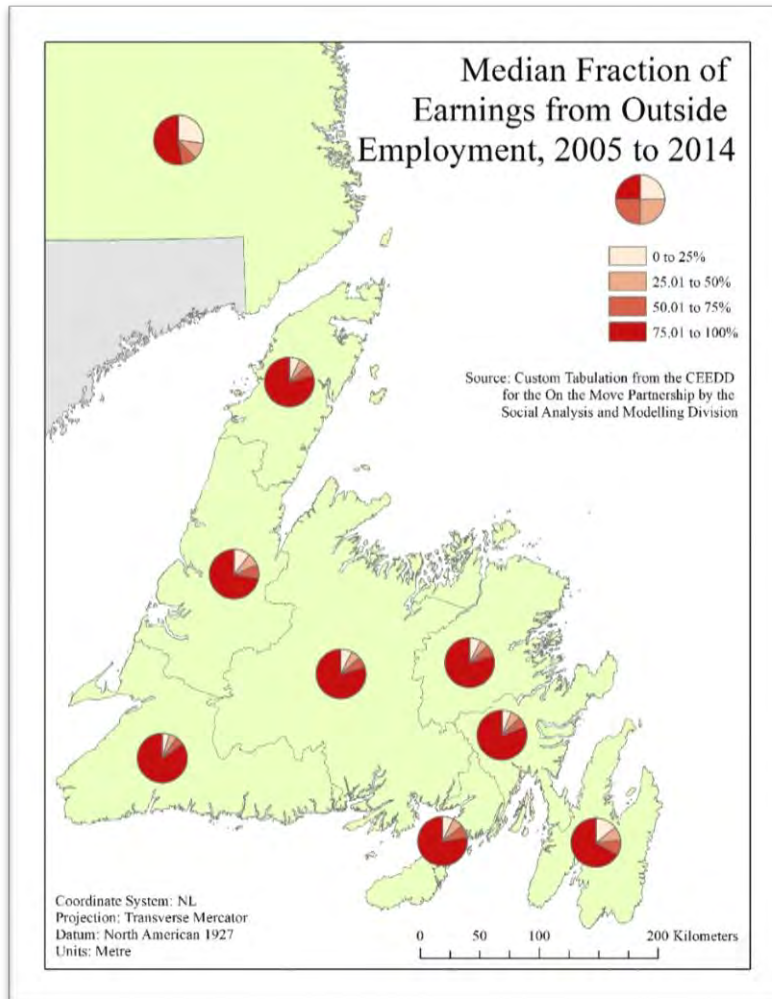 Median Fraction of
Earnings from Outside
Employment, 2005 to 2014
0 to 25%
25.01 to 50%
50.01 to 75%
75.01 to 100%
Source: Custom Tabulation from the CEEDD
for the On the Move Partnership by the
Social Analysis and Modelling Division
Coordinate System: NL
Projection: Transverse Mercator
Datum: North American 1927
Units: Metre
0 50 100 200 Kilometers